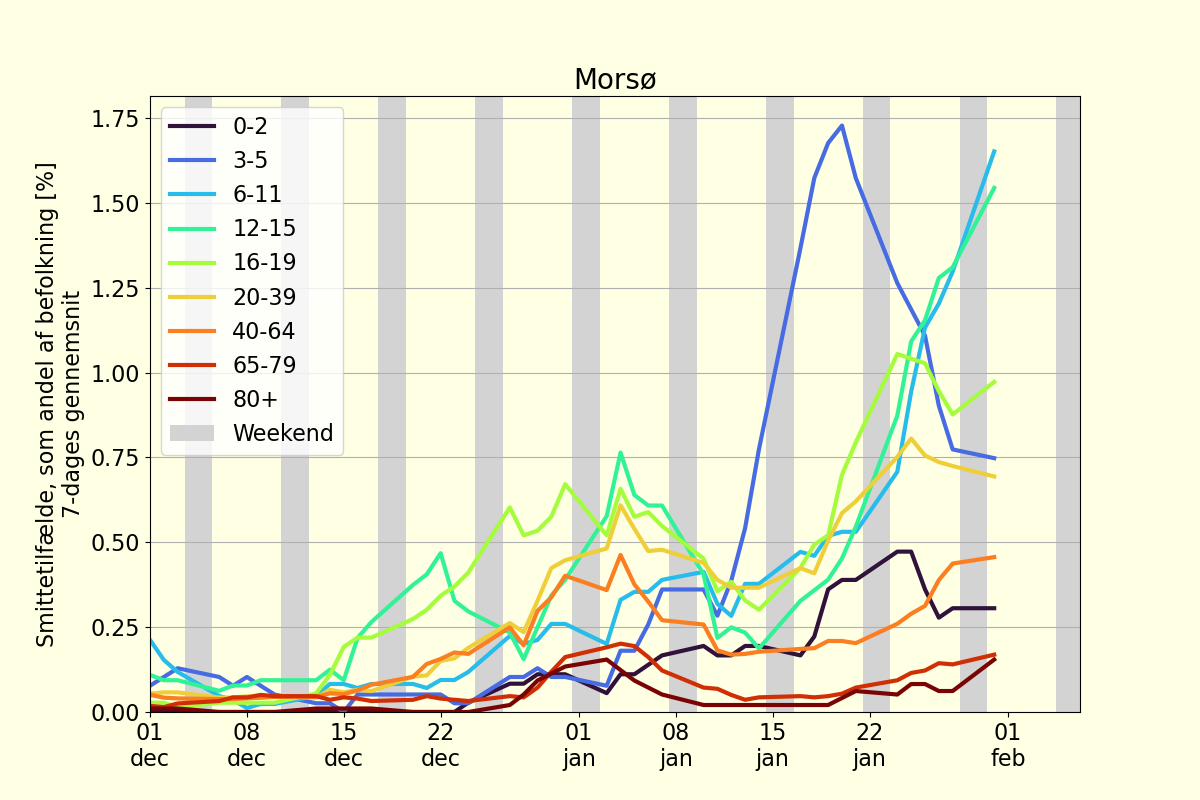 Morsø
Smittetilfælde, som andel af befolkning [%]
7-dages gennemsnit
1.75
1.50
1.25
1.00
0.75
0.50
0.25
0.00
0-2
3-5
6-11
12-15
16-19
20-39
40-64
65-79
80+
Weekend
01 08 15 22 01 08 15 22 01
dec dec dec dec jan jan jan jan feb